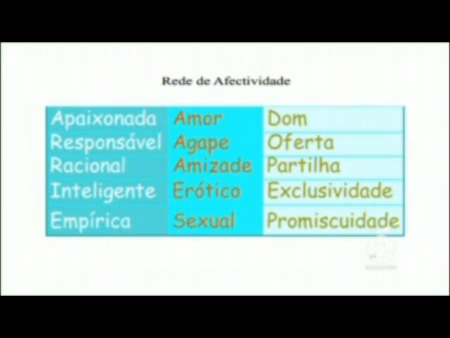 Rede de Afectividade
Apaixonada Amor Dom
Responsável Agape Oferta
Racional Amizade Partilha
Inteligente Erótico Exclusividade
Empírica Sexual Promiscuidade